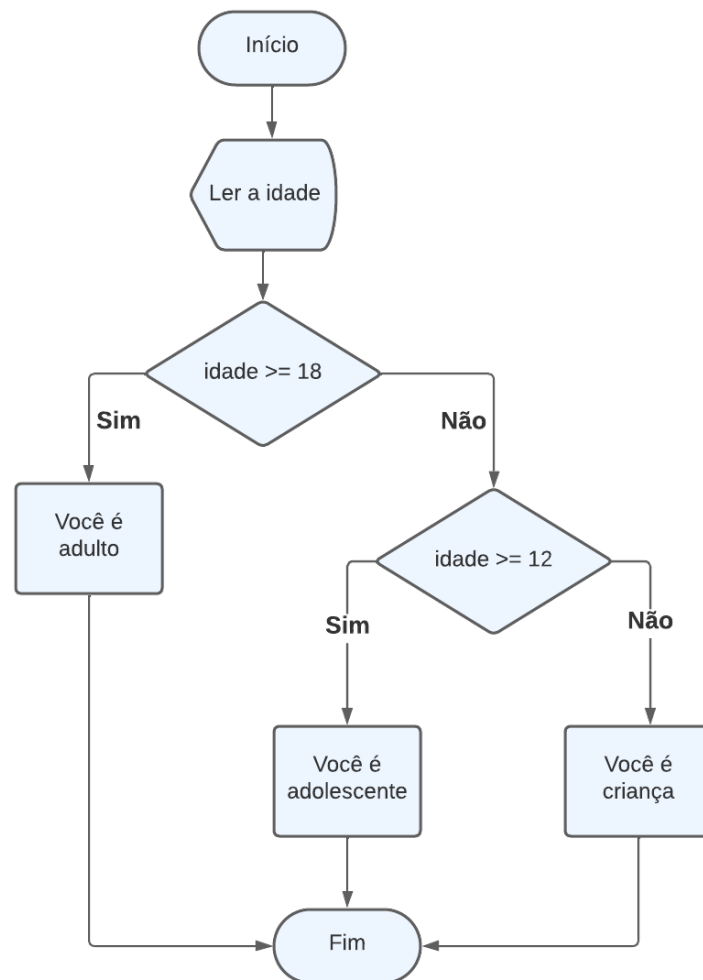 Início
Ler a idade
idade >= 18
Sim
Não
Você é
adulto
idade >= 12
Sim
Não
Você é
adolescente
Você é
criança
Fim